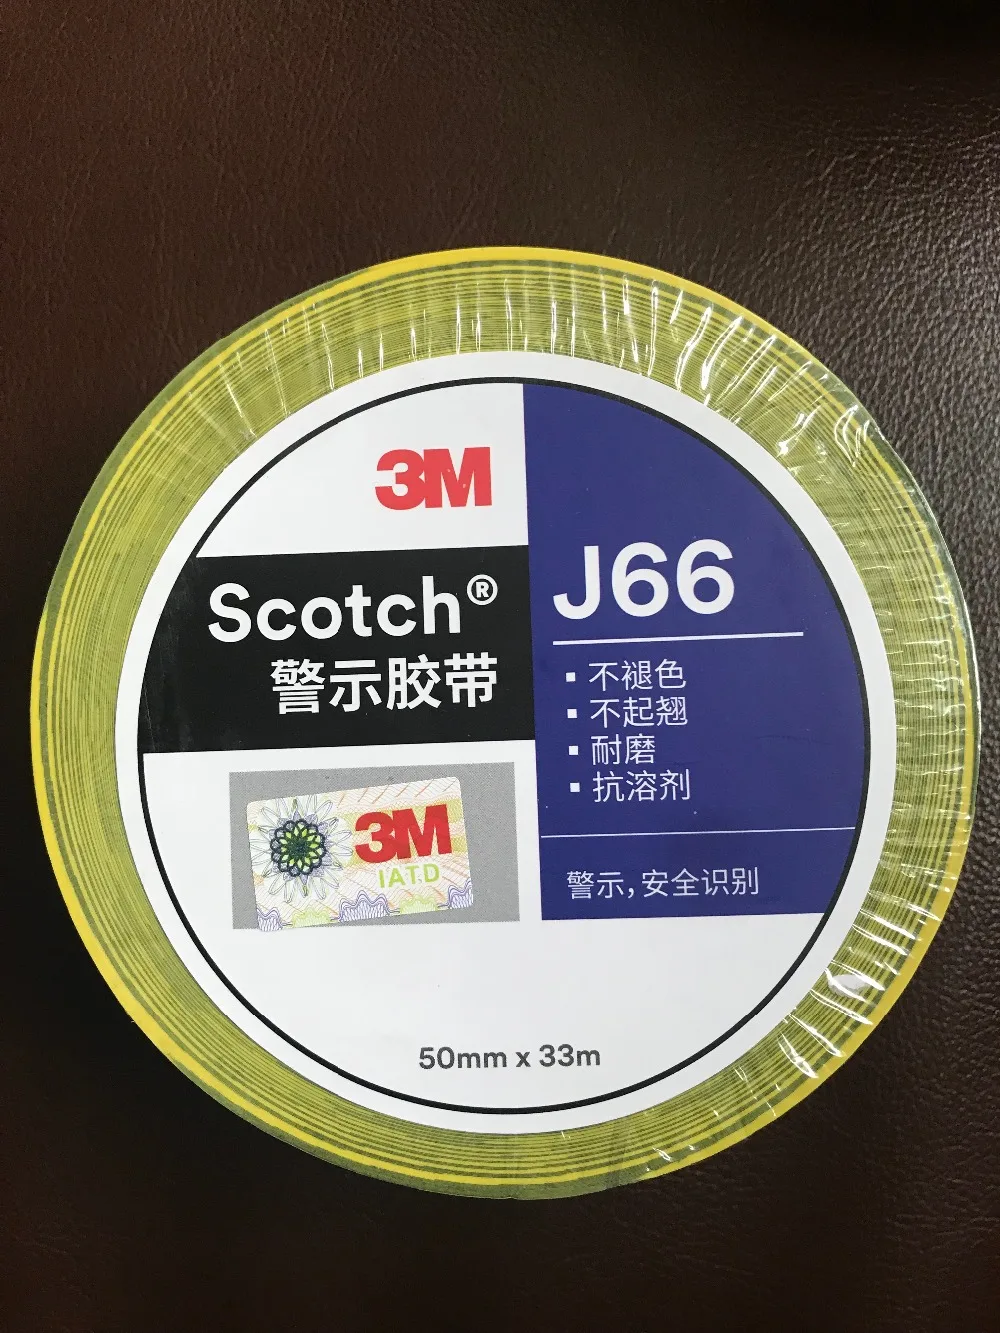 3M
Scotch®
警示胶带
J66
▪ 不褪色
▪ 不起翘
▪ 耐磨
▪ 抗溶剂
警示，安全识别
3M
IATD
50mm x 33m